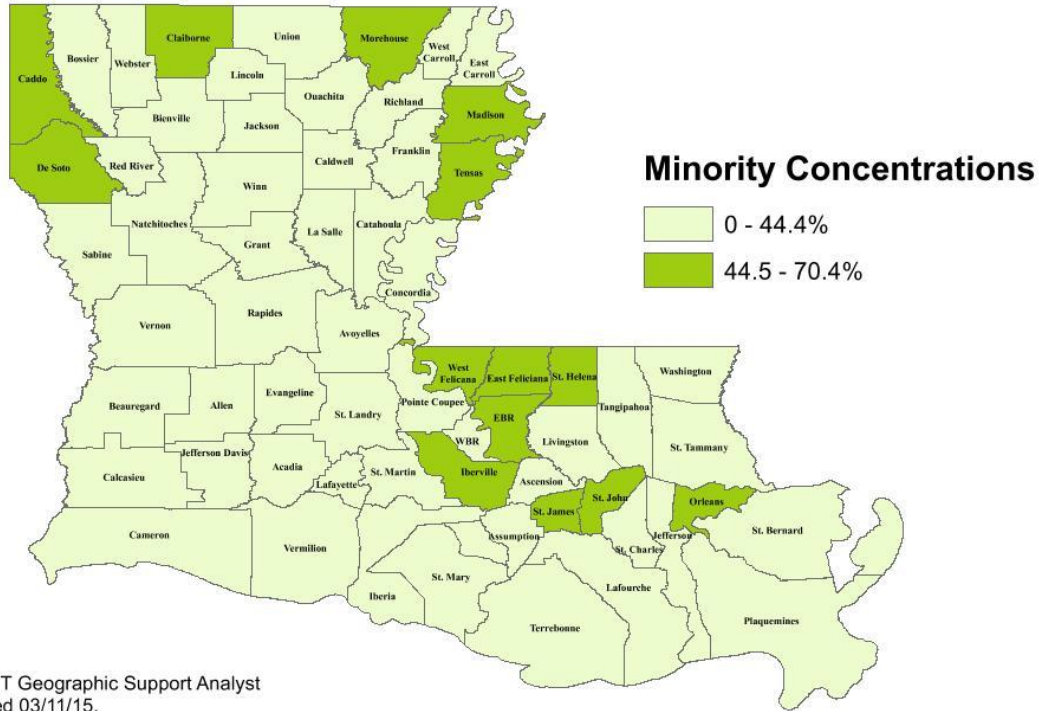 Claiborne
Union
Morehouse
West
Carroll
East
Carroll
Bossier
Webster
Caddo
Lincoln
Ouachita
Richland
Madison
Bienville
Jackson
De Soto
Red River
Caldwell
Franklin
Tensas
Winn
Natchitoches
La Salle
Catahoula
Grant
Sabine
Concordia
Rapides
Vernon
Avoyelles
West
Felicana
East Feliciana
St. Helena
Washington
Beauregard
Allen
Evangeline
Pointe Coupee
St. Landry
EBR
Tangipahoa
WBR
Livingston
St. Tammany
Jefferson Davis
Acadia
St. Martin
Iberville
Calcasieu
Lafayette
Ascension
St. James
St. John
Orleans
Cameron
Vermilion
Assumption
St. Charles
Jefferson
St. Bernard
St. Mary
Iberia
Lafourche
Terrebonne
Plaquemines
Minority Concentrations
0 - 44.4%
44.5 - 70.4%
T Geographic Support Analyst
ed 03/11/15.